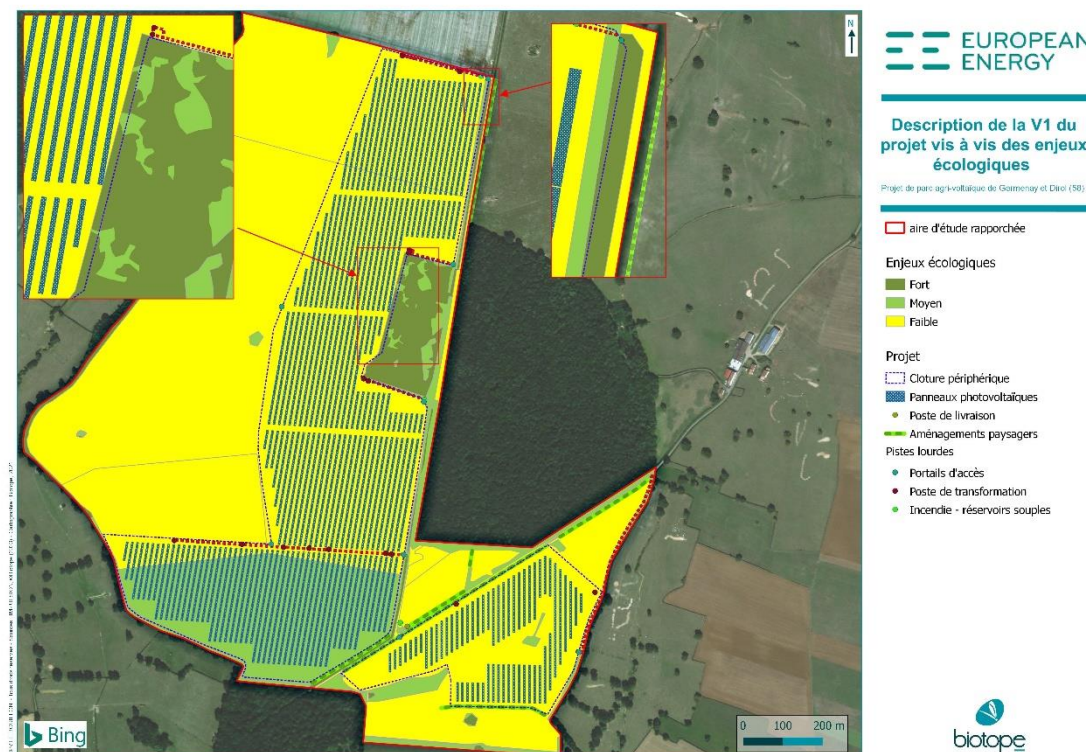 N
EUROPEAN
ENERGY
Description de la V1 du
projet vis à vis des enjeux
écologiques
Projet de parc agri-voltaïque de Germenay et Dirol (58)
aire d'étude rapporchée
Enjeux écologiques
Fort
Moyen
Faible
Projet
Cloture périphérique
Panneaux photovoltaïques
Poste de livraison
Aménagements paysagers
Pistes lourdes
Portails d'accès
Poste de transformation
Incendie - réservoirs souples
0 100 200 m
Bing
biotope